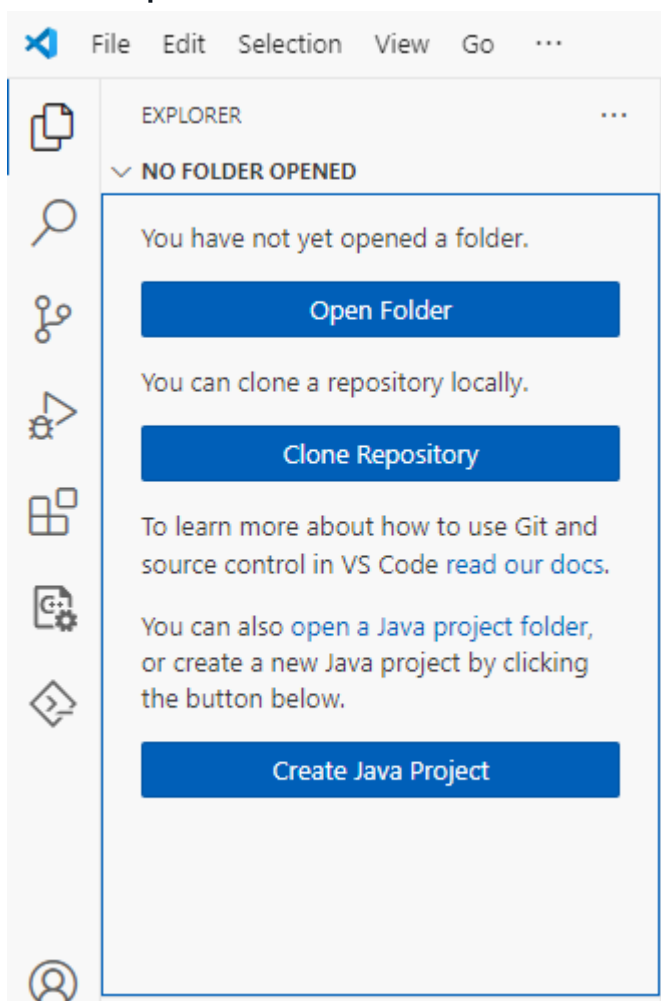 File Edit Selection View Go ...
EXPLORER ...
NO FOLDER OPENED
You have not yet opened a folder.
Open Folder
You can clone a repository locally.
Clone Repository
To learn more about how to use Git and
source control in VS Code read our docs.
You can also open a Java project folder,
or create a new Java project by clicking
the button below.
Create Java Project